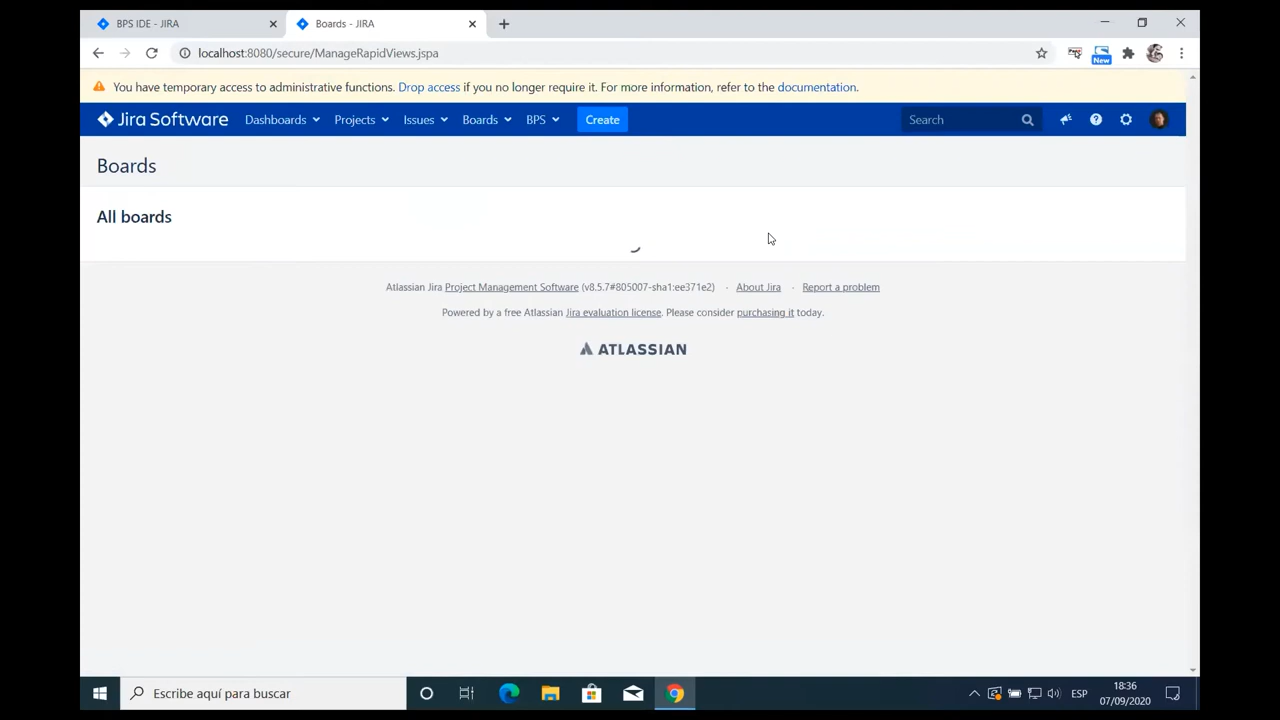 BPS IDE - JIRA
Boards - JIRA
localhost:8080/secure/ManageRapidViews.jspa
New
You have temporary access to administrative functions. Drop access if you no longer require it. For more information, refer to the documentation.
Jira Software Dashboards Projects Issues Boards BPS Create Search
Boards
All boards
Atlassian Jira Project Management Software (v8.5.7#805007-sha1:ee371e2) · About Jira · Report a problem
Powered by a free Atlassian Jira evaluation license. Please consider purchasing it today.
ATLASSIAN
Escribe aquí para buscar
ESP
18:36
07/09/2020